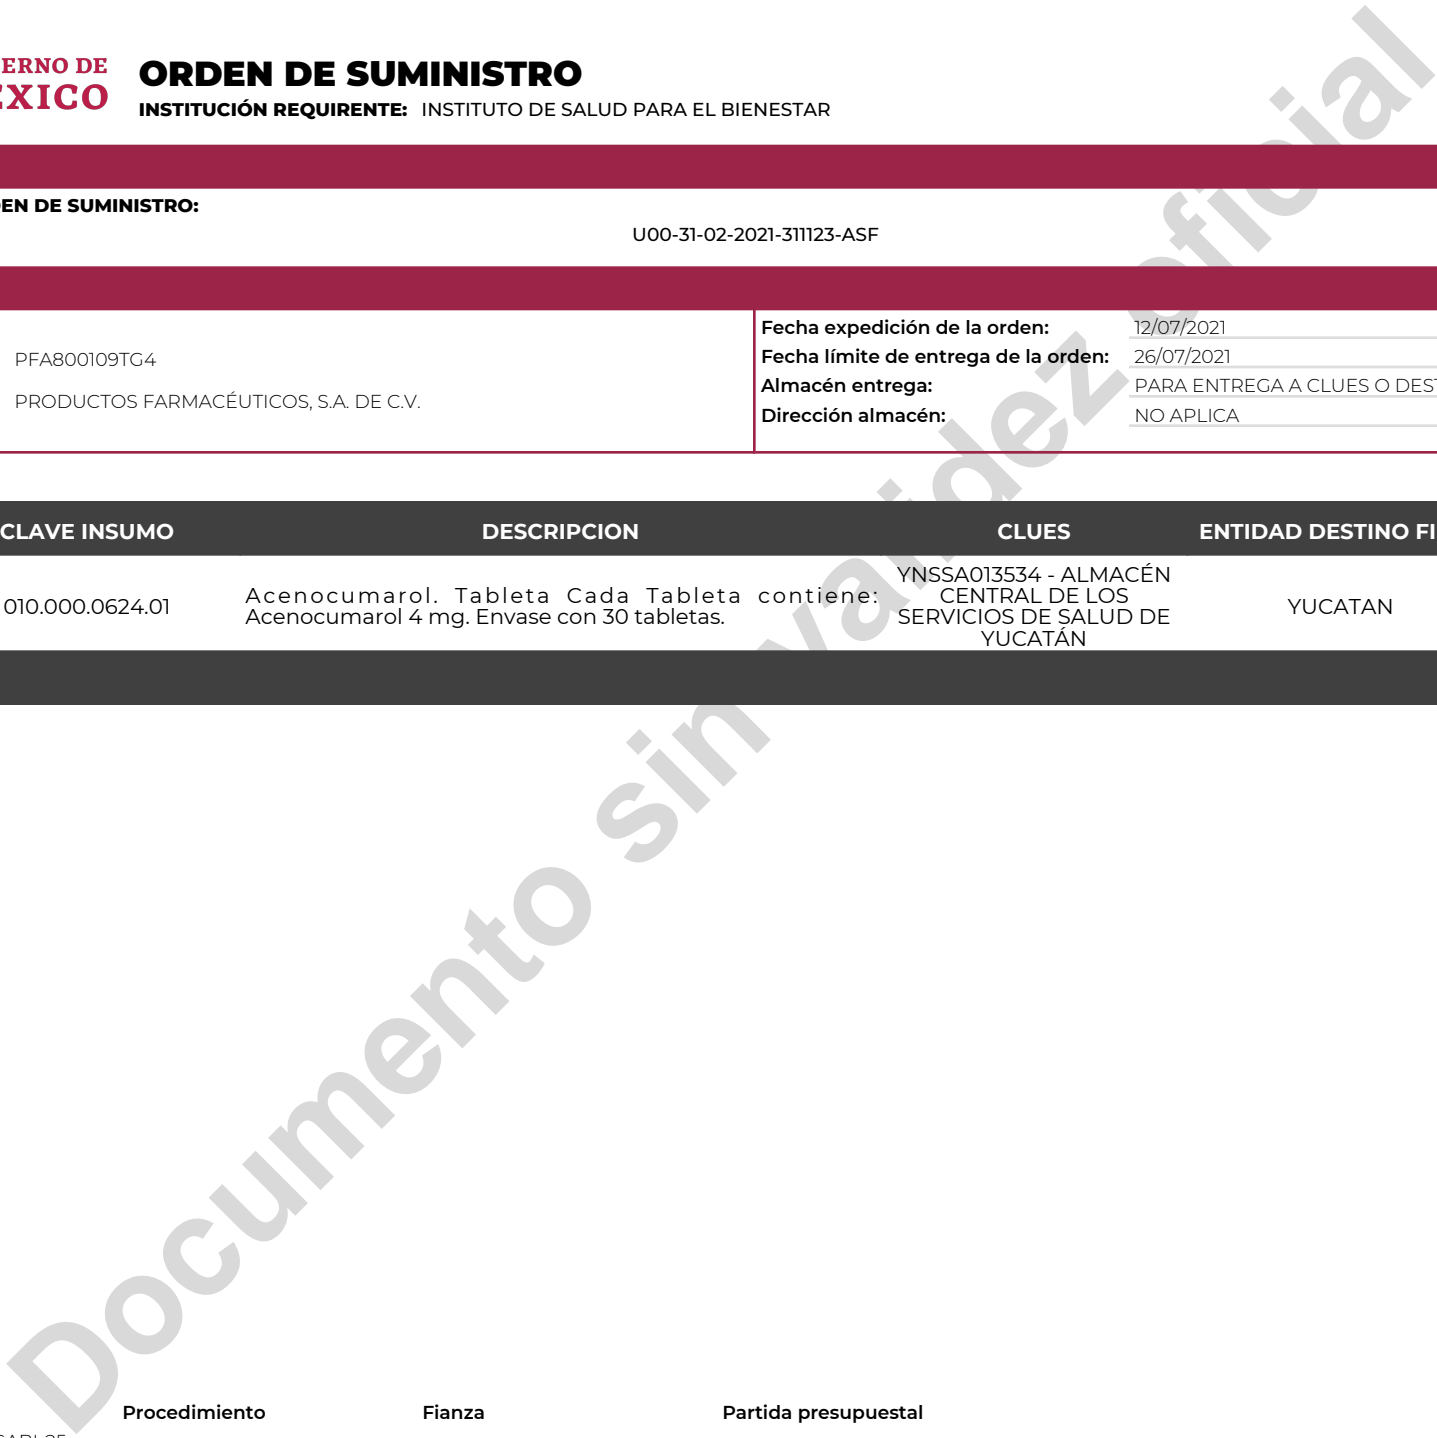 ERNO DE
ORDEN DE SUMINISTRO
XICO
INSTITUCIÓN REQUIRENTE: INSTITUTO DE SALUD PARA EL BIENESTAR
EN DE SUMINISTRO:
U00-31-02-2021-311123-ASF
PFA800109TG4
PRODUCTOS FARMACÉUTICOS, S.A. DE C.V.
Fecha expedición de la orden: 12/07/2021
Fecha límite de entrega de la orden: 26/07/2021
Almacén entrega: PARA ENTREGA A CLUES O DEST
Dirección almacén: NO APLICA
CLAVE INSUMO DESCRIPCION CLUES ENTIDAD DESTINO FI
010.000.0624.01
Acenocumarol. Tableta Cada Tableta contiene:
Acenocumarol 4 mg. Envase con 30 tabletas.
YNSSA013534 - ALMACÉN
CENTRAL DE LOS
SERVICIOS DE SALUD DE
YUCATÁN
YUCATAN
Documento sin validez oficial
Procedimiento Fianza Partida presupuestal